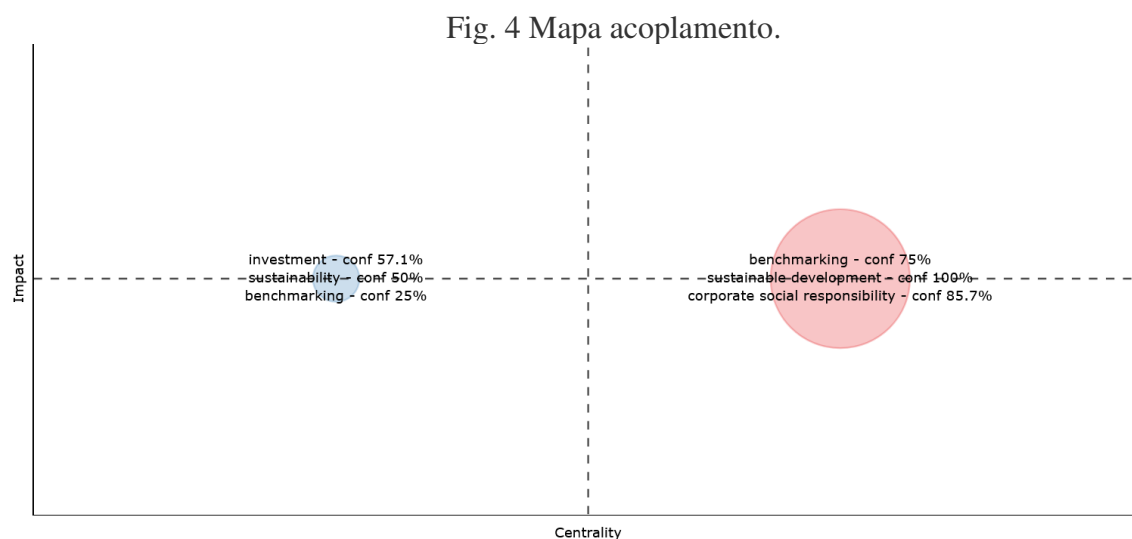 Fig. 4 Mapa acoplamento.
Impact
investment - conf 57.1%
sustainability - conf 50%
benchmarking - conf 25%
benchmarking - conf 75%
sustainable development - conf 100%
corporate social responsibility - conf 85.7%
Centrality